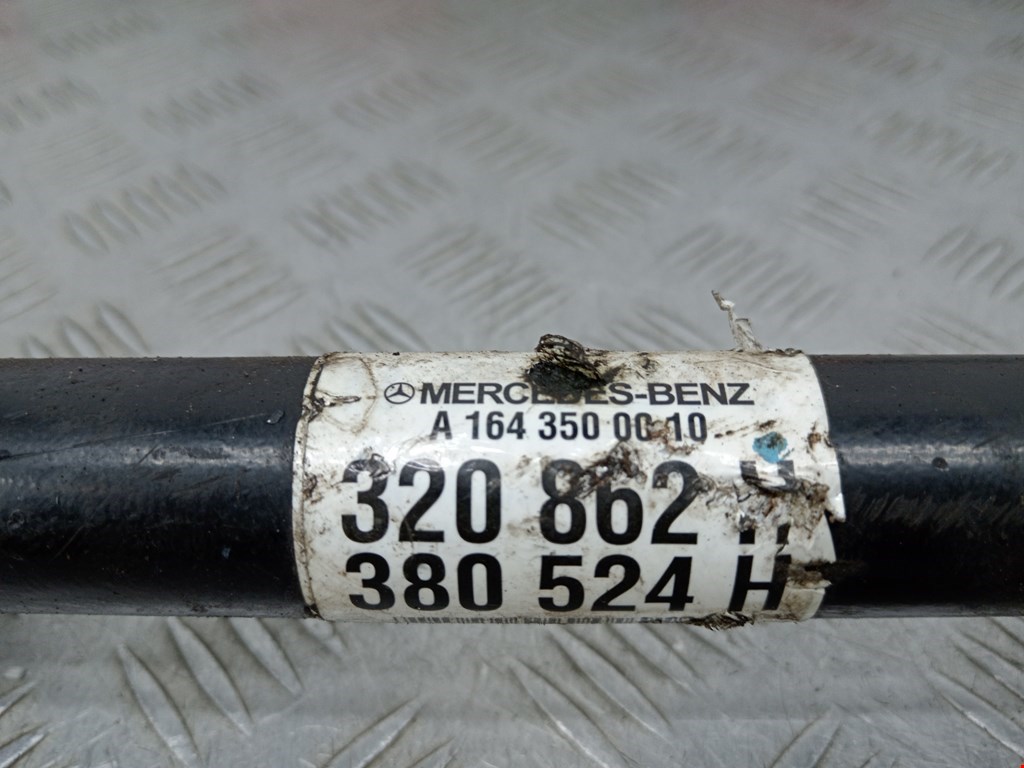 MERCEDES-BENZ
A 164 350 00 10
320 862 H
380 524 H